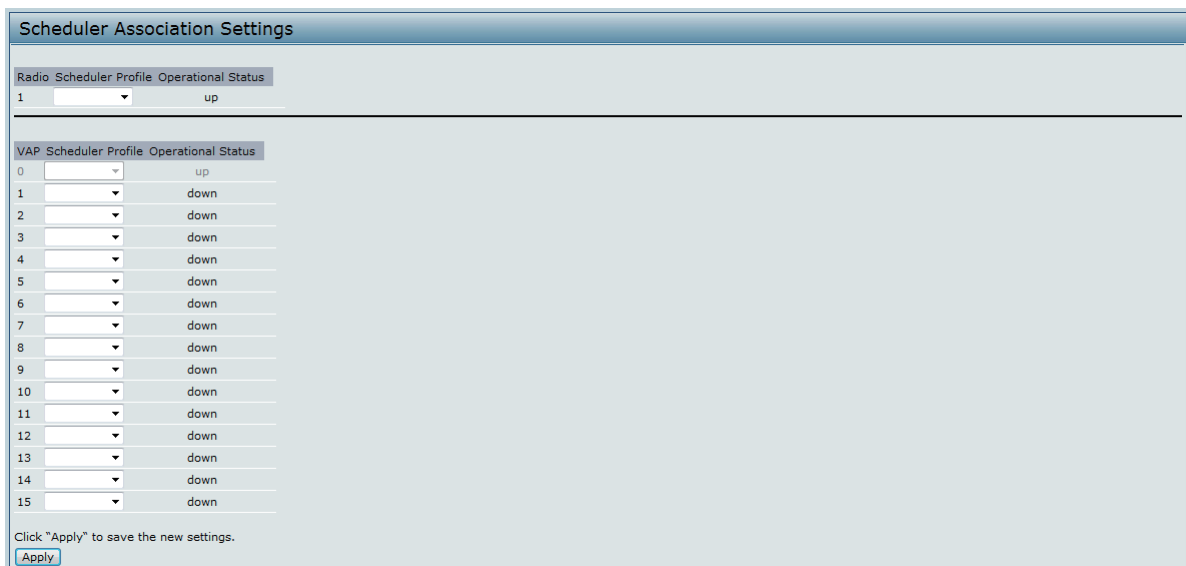 Scheduler Association Settings
Radio Scheduler Profile Operational Status
1 up
VAP Scheduler Profile Operational Status
0 up
1 down
2 down
3 down
4 down
5 down
6 down
7 down
8 down
9 down
10 down
11 down
12 down
13 down
14 down
15 down
Click "Apply" to save the new settings.
Apply